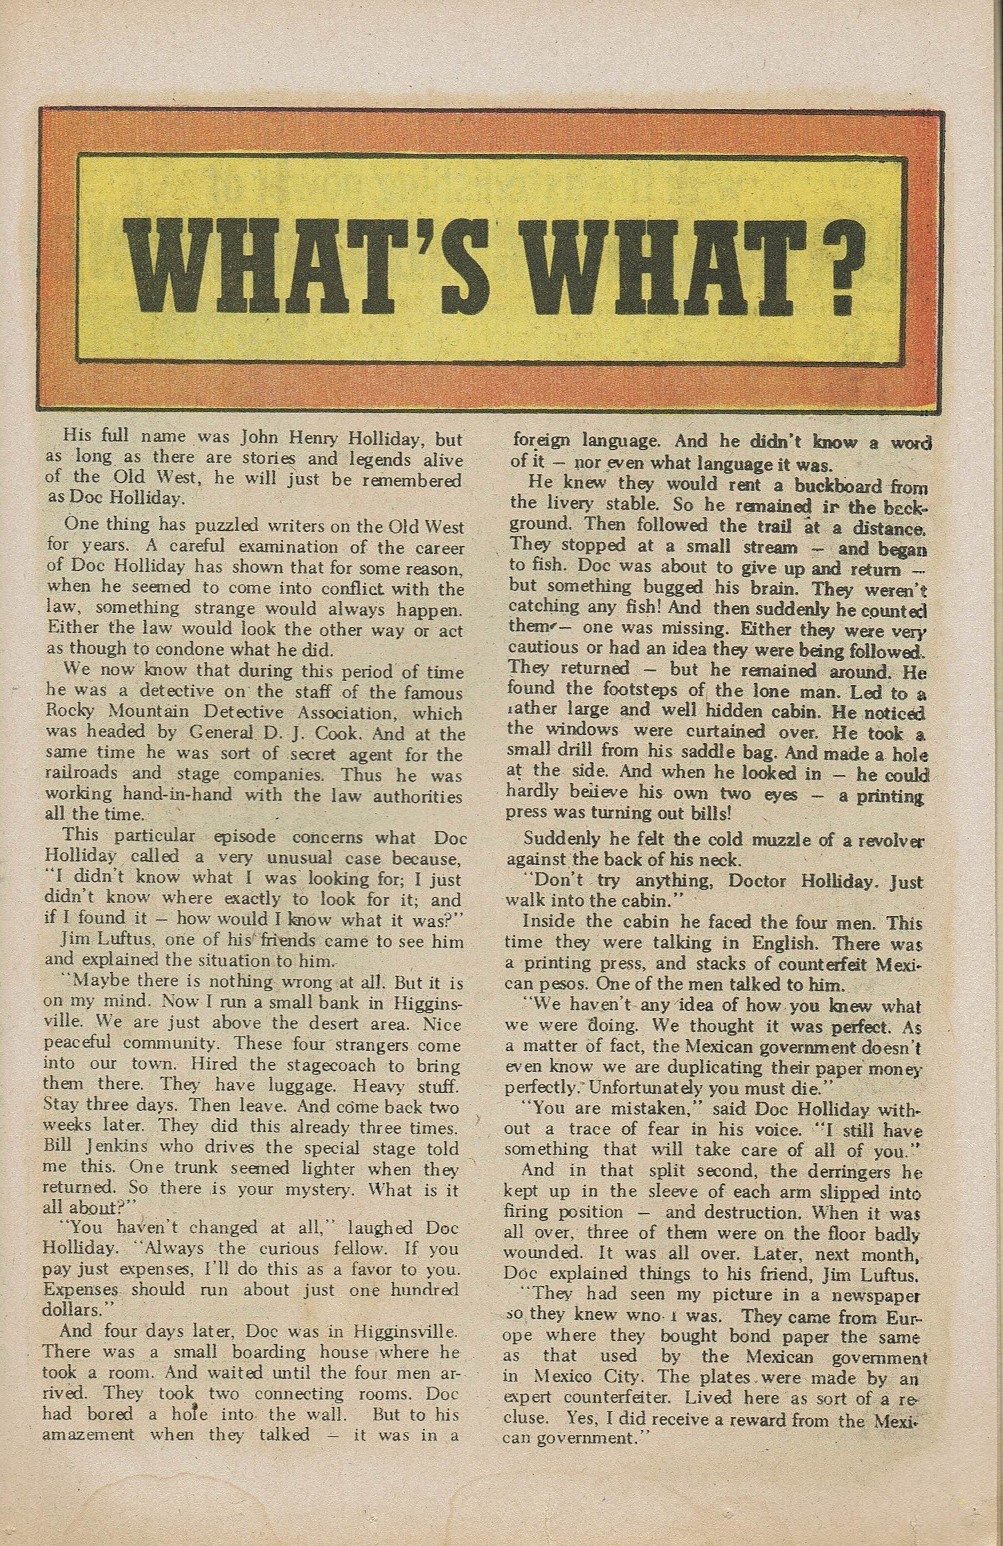 WHAT'S WHAT?
His full name was John Henry Holliday, but
as long as there are stories and legends alive
of the Old West, he will just be remembered
as Doc Holliday.
One thing has puzzled writers on the Old West
for years. A careful examination of the career
of Doc Holliday has shown that for some reason,
when he seemed to come into conflict with the
law, something strange would always happen.
Either the law would look the other way or act
as though to condone what he did.
We now know that during this period of time
he was a detective on the staff of the famous
Rocky Mountain Detective Association, which
was headed by General D. J. Cook. And at the
same time he was sort of secret agent for the
railroads and stage companies. Thus he was
working hand-in-hand with the law authorities
all the time.
This particular episode concerns what Doc
Holliday called a very unusual case because,
"I didn't know what I was looking for; I just
didn't know where exactly to look for it; and
if I found it — how would I know what it was?"
Jim Luftus, one of his friends came to see him
and explained the situation to him.
"Maybe there is nothing wrong at all. But it is
on my mind. Now I run a small bank in Higgins-
ville. We are just above the desert area. Nice
peaceful community. These four strangers come
into our town. Hired the stagecoach to bring
them there. They have luggage. Heavy stuff.
Stay three days. Then leave. And come back two
weeks later. They did this already three times.
Bill Jenkins who drives the special stage told
me this. One trunk seemed lighter when they
returned. So there is your mystery. What is it
all about?"
"You haven't changed at all," laughed Doc
Holliday. "Always the curious fellow. If you
pay just expenses, I'll do this as a favor to you.
Expenses should run about just one hundred
dollars."
And four days later, Doc was in Higginsville.
There was a small boarding house where he
took a room. And waited until the four men ar-
rived. They took two connecting rooms. Doc
had bored a hole into the wall. But to his
amazement when they talked — it was in a
foreign language. And he didn't know a word
of it — nor even what language it was.
He knew they would rent a buckboard from
the livery stable. So he remained in the back-
ground. Then followed the trail at a distance.
They stopped at a small stream — and began
to fish. Doc was about to give up and return —
but something bugged his brain. They weren't
catching any fish! And then suddenly he counted
them — one was missing. Either they were very
cautious or had an idea they were being followed.
They returned — but he remained around. He
found the footsteps of the lone man. Led to a
rather large and well hidden cabin. He noticed
the windows were curtained over. He took a
small drill from his saddle bag. And made a hole
at the side. And when he looked in — he could
hardly believe his own two eyes — a printing
press was turning out bills!
Suddenly he felt the cold muzzle of a revolver
against the back of his neck.
"Don't try anything, Doctor Holliday. Just
walk into the cabin."
Inside the cabin he faced the four men. This
time they were talking in English. There was
a printing press, and stacks of counterfeit Mexi-
can pesos. One of the men talked to him.
"We haven't any idea of how you knew what
we were doing. We thought it was perfect. As
a matter of fact, the Mexican government doesn't
even know we are duplicating their paper money
perfectly. Unfortunately you must die."
"You are mistaken," said Doc Holliday with-
out a trace of fear in his voice. "I still have
something that will take care of all of you."
And in that split second, the derringers he
kept up in the sleeve of each arm slipped into
firing position — and destruction. When it was
all over, three of them were on the floor badly
wounded. It was all over. Later, next month,
Doc explained things to his friend, Jim Luftus.
"They had seen my picture in a newspaper
so they knew who I was. They came from Eur-
ope where they bought bond paper the same
as that used by the Mexican government
in Mexico City. The plates were made by an
expert counterfeiter. Lived here as sort of a re-
cluse. Yes, I did receive a reward from the Mexi-
can government."